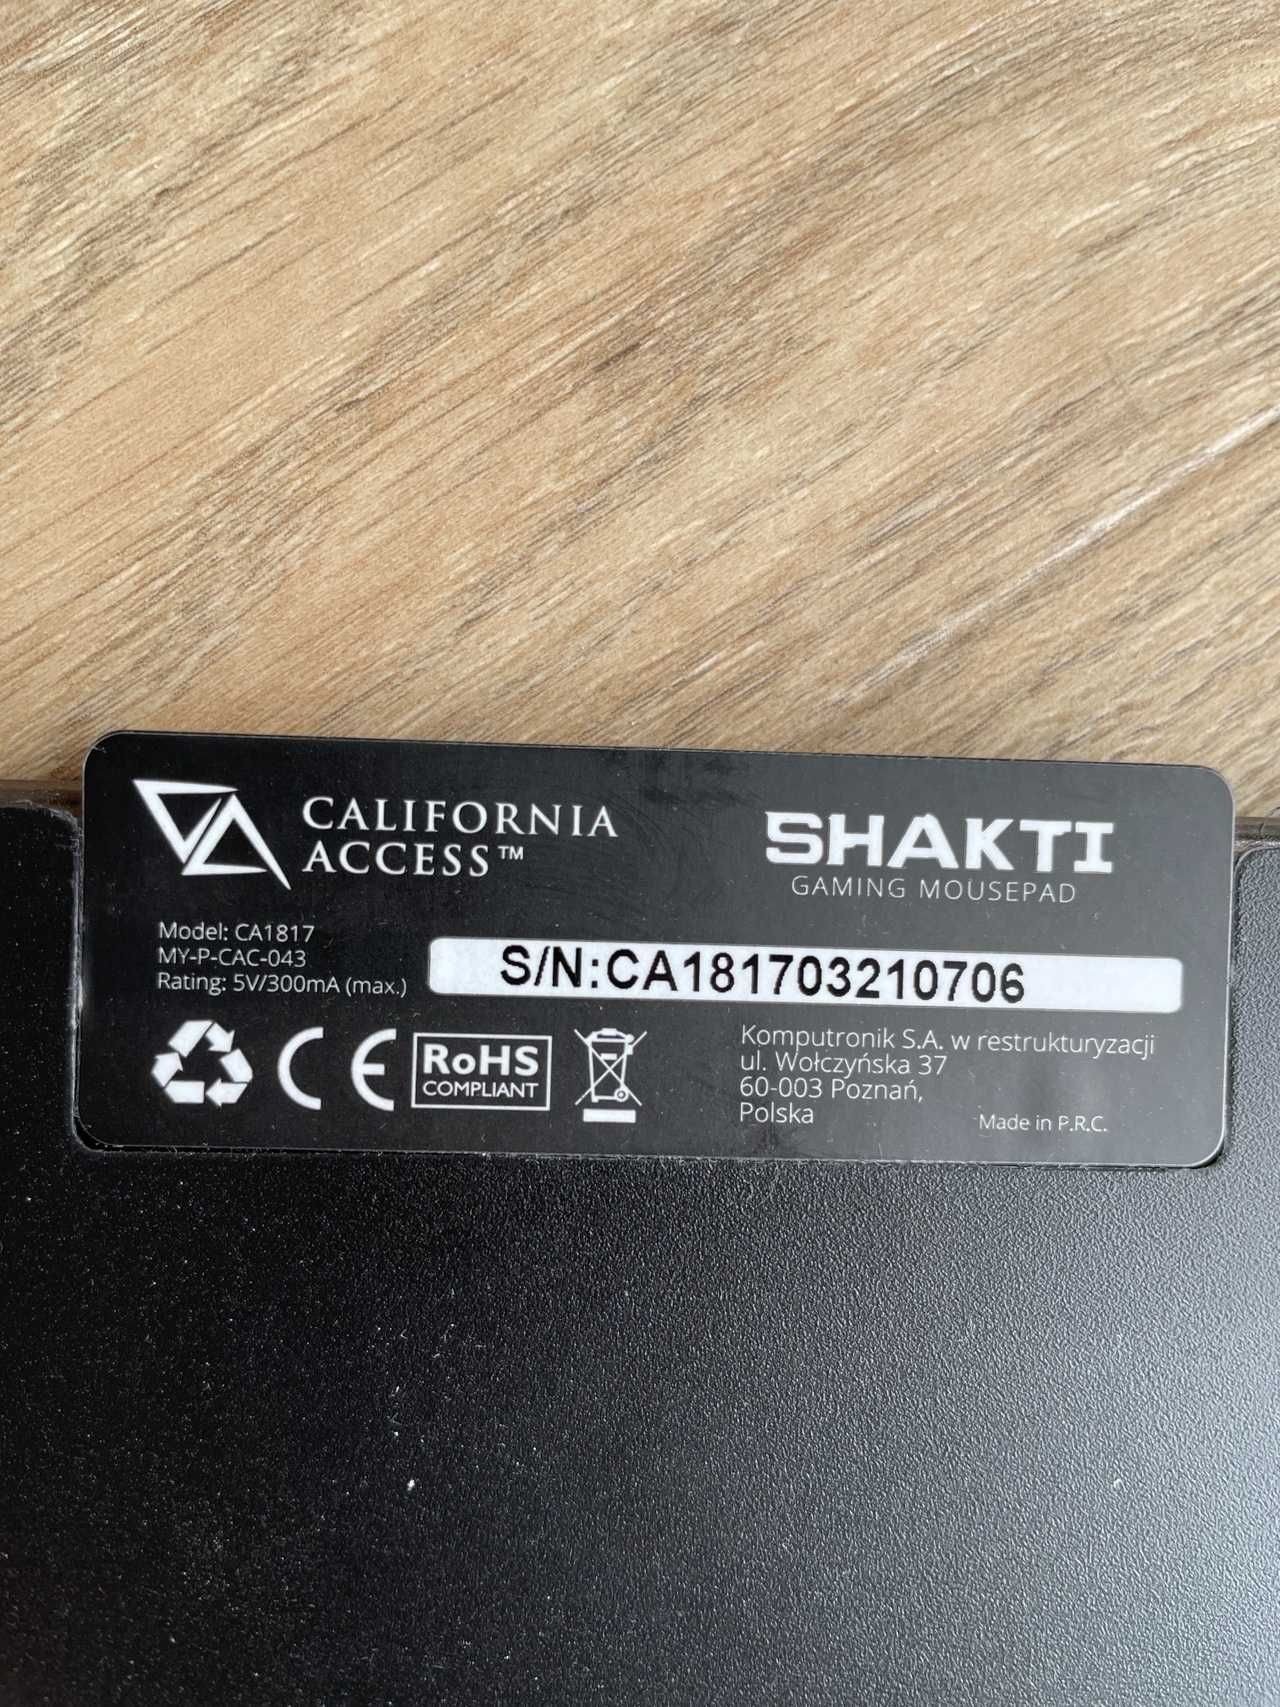 CALIFORNIA
ACCESS™
SHAKTI
GAMING MOUSEPAD
Model: CA1817
MY-P-CAC-043
Rating: 5V/300mA (max.)
S/N:CA181703210706
CE
RoHS
COMPLIANT
Komputronik S.A. w restrukturyzacji
ul. Wołczyńska 37
60-003 Poznań,
Polska
Made in P.R.C.